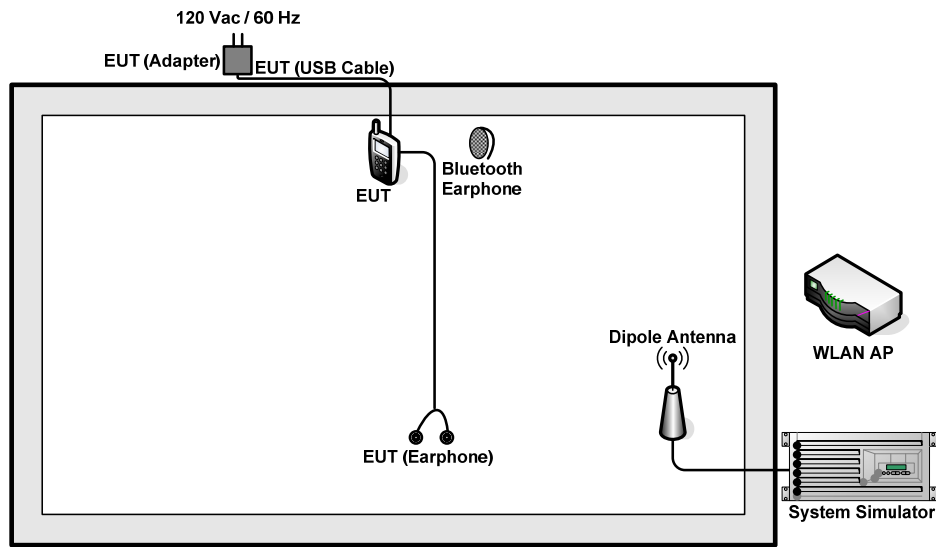 120 Vac / 60 Hz
EUT (Adapter)
EUT (USB Cable)
Bluetooth
Earphone
EUT
Dipole Antenna
WLAN AP
EUT (Earphone)
System Simulator